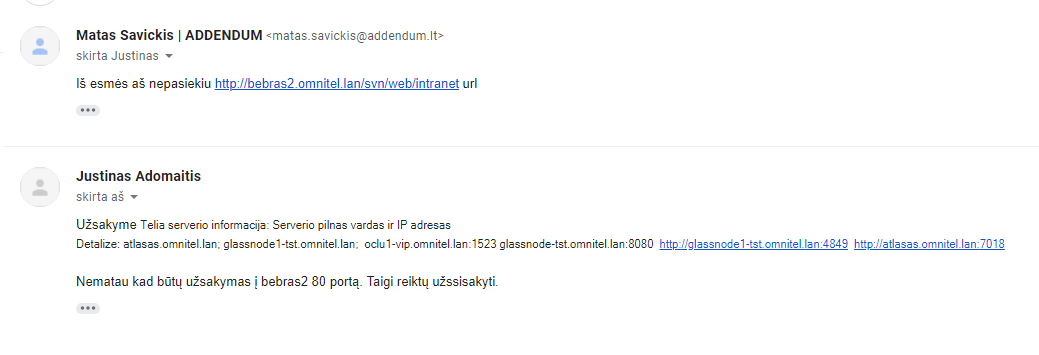 Matas Savickis | ADDENDUM <matas.savickis@addendum.lt>
skirta Justinas
Iš esmės aš nepasiekiu http://bebras2.omnitel.lan/svn/web/intranet url
Justinas Adomaitis
skirta aš
Užsakyme Telia serverio informacija: Serverio pilnas vardas ir IP adresas
Detalize: atlasas.omnitel.lan; glassnode1-tst.omnitel.lan; oclu1-vip.omnitel.lan:1523 glassnode-tst.omnitel.lan:8080 http://glassnode1-tst.omnitel.lan:4849 http://atlasas.omnitel.lan:7018
Nematau kad būtų užsakymas į bebras2 80 portą. Taigi reiktų užssisakyti.